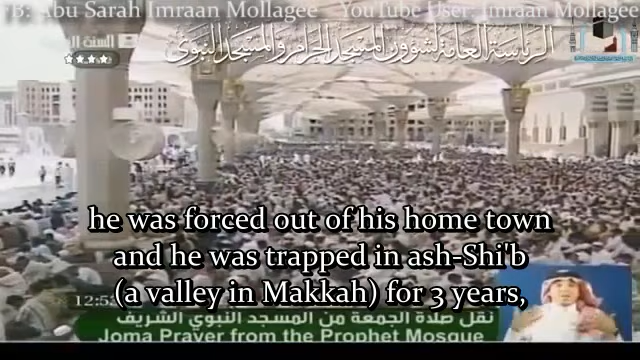 FB: Abu Sarah Imraan Mollagee   YouTube User: Imraan Mollagee
الرئاسة العامة لشؤون المسجد الحرام والمسجد النبوي
السنة
he was forced out of his home town
and he was trapped in ash-Shi'b
(a valley in Makkah) for 3 years,
12:52
نقل صلاة الجمعة من المسجد النبوي الشريف
Joma Prayer from the Prophet Mosque